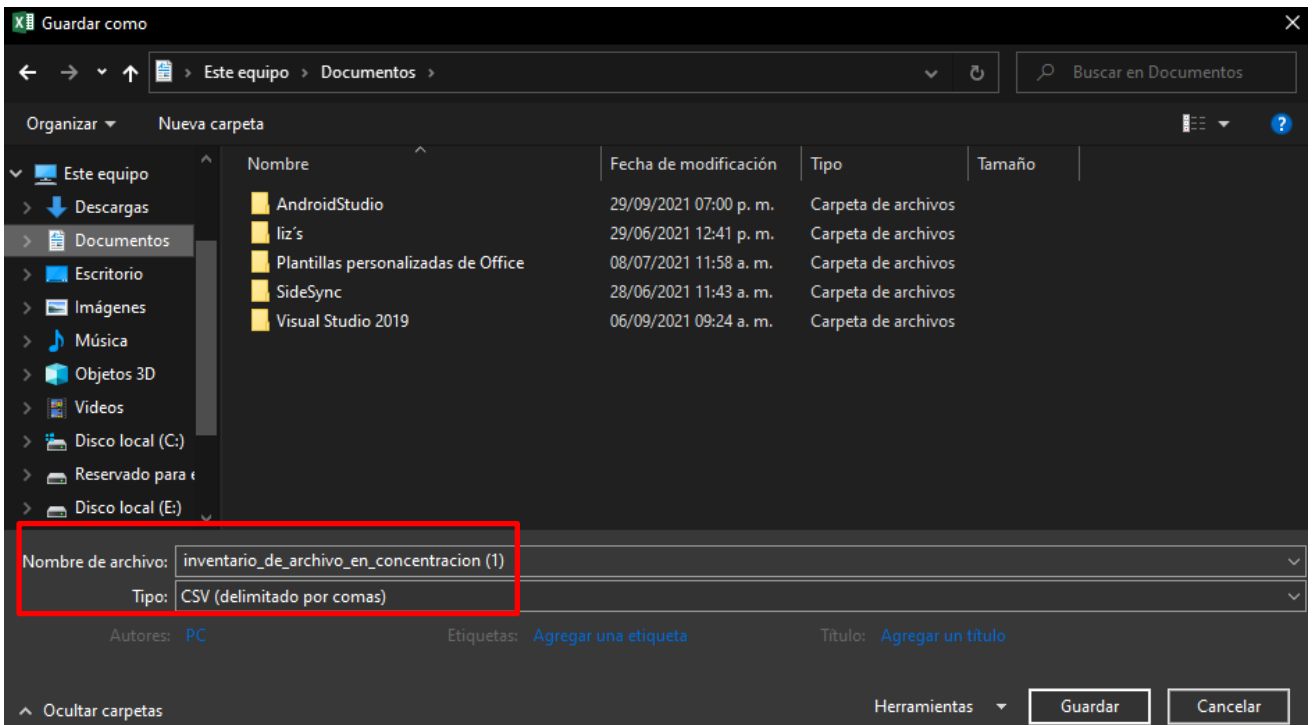 Guardar como
Este equipo > Documentos >
Buscar en Documentos
Organizar
Nueva carpeta
Nombre Fecha de modificación Tipo Tamaño
Este equipo
Descargas
Documentos
Escritorio
Imágenes
Música
Objetos 3D
Videos
Disco local (C:)
Reservado para e
Disco local (E:)
AndroidStudio 29/09/2021 07:00 p. m. Carpeta de archivos
liz´s 29/06/2021 12:41 p. m. Carpeta de archivos
Plantillas personalizadas de Office 08/07/2021 11:58 a. m. Carpeta de archivos
SideSync 28/06/2021 11:43 a. m. Carpeta de archivos
Visual Studio 2019 06/09/2021 09:24 a. m. Carpeta de archivos
Nombre de archivo: inventario_de_archivo_en_concentracion (1)
Tipo: CSV (delimitado por comas)
Autores: PC Etiquetas: Agregar una etiqueta Título: Agregar un título
Ocultar carpetas Herramientas Guardar Cancelar